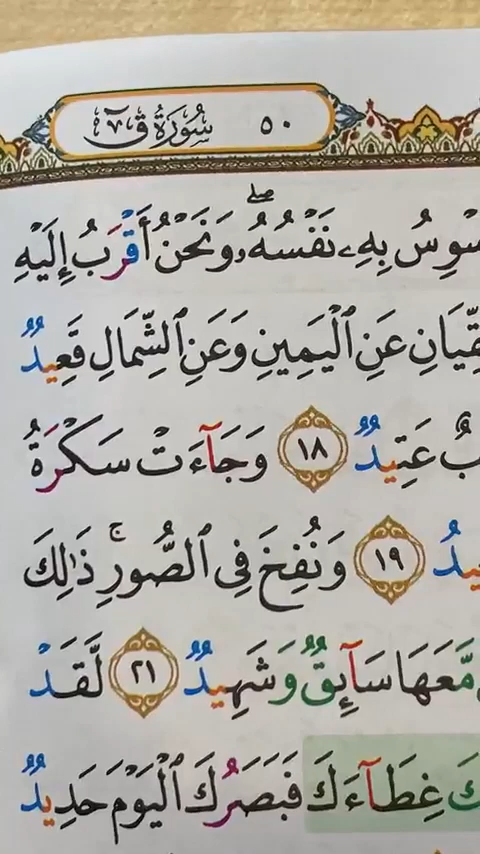 سُورَةُ قٓ ٥٠
بِهِۦ نَفْسُهُۥۖ وَنَحْنُ أَقْرَبُ إِلَيْهِ
عَنِ ٱلْيَمِينِ وَعَنِ ٱلشِّمَالِ قَعِيدٌ
عَتِيدٌ ١٨ وَجَآءَتْ سَكْرَةُ
١٩ وَنُفِخَ فِى ٱلصُّورِۚ ذَٰلِكَ
مَّعَهَا سَآئِقٌ وَشَهِيدٌ ٢١ لَّقَدْ
غِطَآءَكَ فَبَصَرُكَ ٱلْيَوْمَ حَدِيدٌ